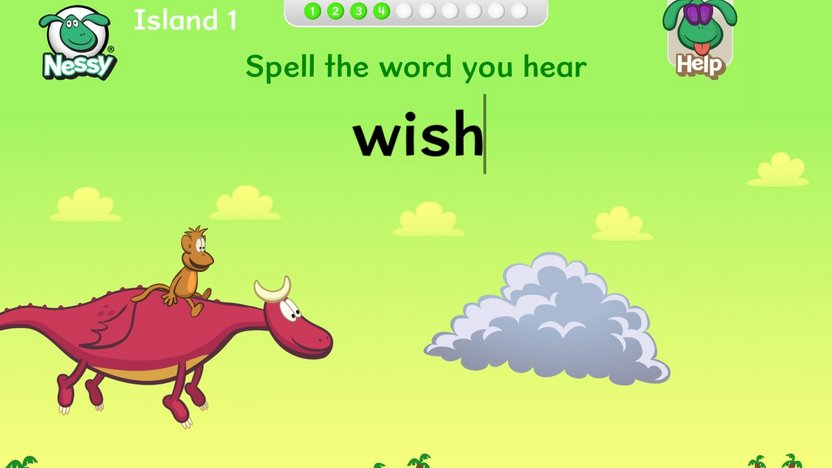 Island 1
1 2 3 4
Nessy®
Help
Spell the word you hear
wish